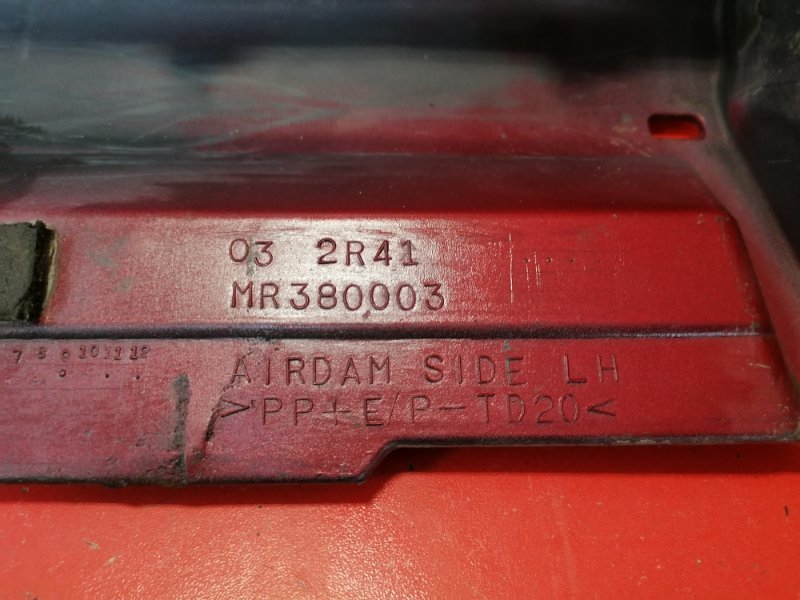 03 2R41
MR380003
7 8 9 10 11 12
AIRDAM SIDE LH
>PP+E/P-TD20<